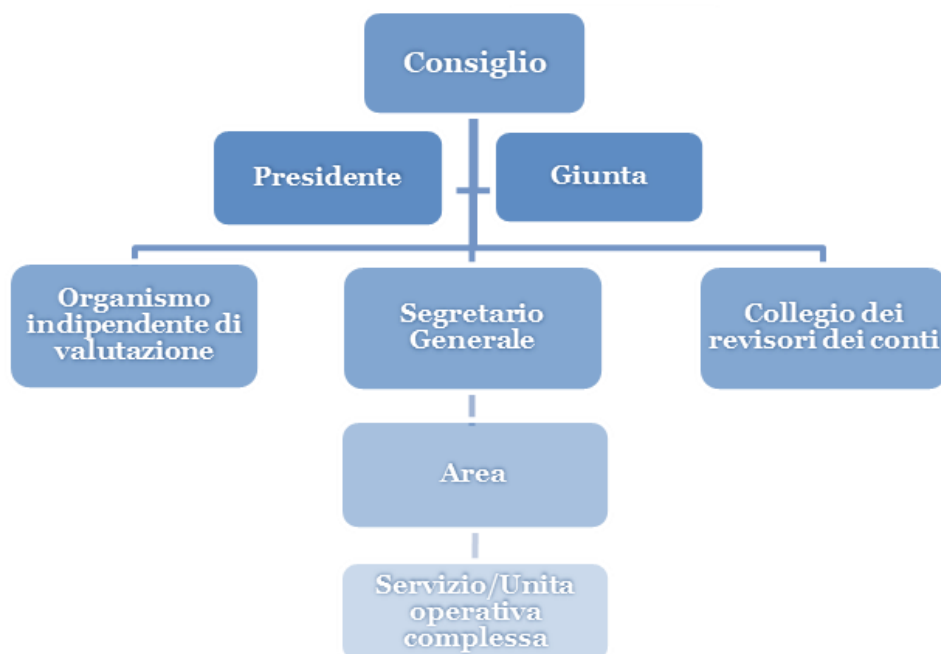 Consiglio
Presidente
Giunta
Organismo
indipendente di
valutazione
Segretario
Generale
Collegio dei
revisori dei conti
Area
Servizio/Unita
operativa
complessa